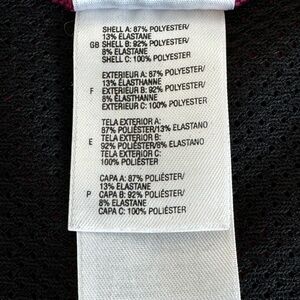 SHELL A: 87% POLYESTER/
13% ELASTANE
GB SHELL B: 92% POLYESTER/
8% ELASTANE
SHELL C: 100% POLYESTER
EXTERIEUR A: 87% POLYESTER/
13% ELASTHANNE
F EXTERIEUR B: 92% POLYESTER/
8% ELASTHANNE
EXTERIEUR C: 100% POLYESTER
TELA EXTERIOR A:
87% POLIÉSTER/13% ELASTANO
TELA EXTERIOR B:
E 92% POLIÉSTER/8% ELASTANO
TELA EXTERIOR C:
100% POLIÉSTER
CAPA A: 87% POLIÉSTER/
13% ELASTANE
P CAPA B: 92% POLIÉSTER/
8% ELASTANE
CAPA C: 100% POLIÉSTER